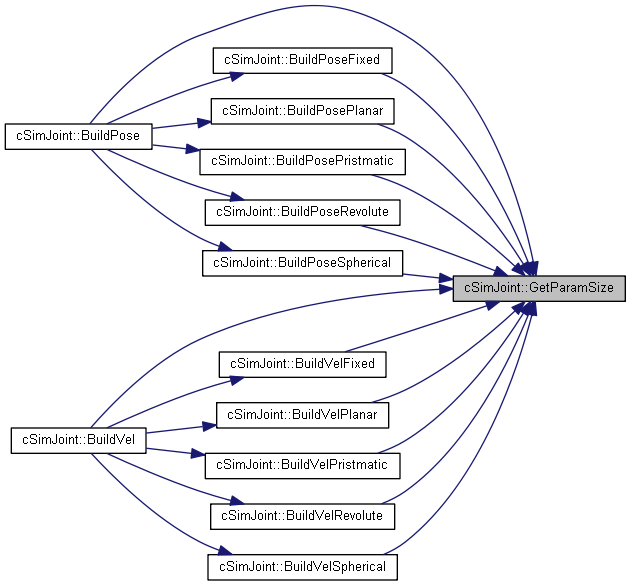 cSimJoint::BuildPoseFixed
cSimJoint::BuildPosePlanar
cSimJoint::BuildPose
cSimJoint::BuildPosePristmatic
cSimJoint::BuildPoseRevolute
cSimJoint::BuildPoseSpherical
cSimJoint::GetParamSize
cSimJoint::BuildVelFixed
cSimJoint::BuildVelPlanar
cSimJoint::BuildVel
cSimJoint::BuildVelPristmatic
cSimJoint::BuildVelRevolute
cSimJoint::BuildVelSpherical